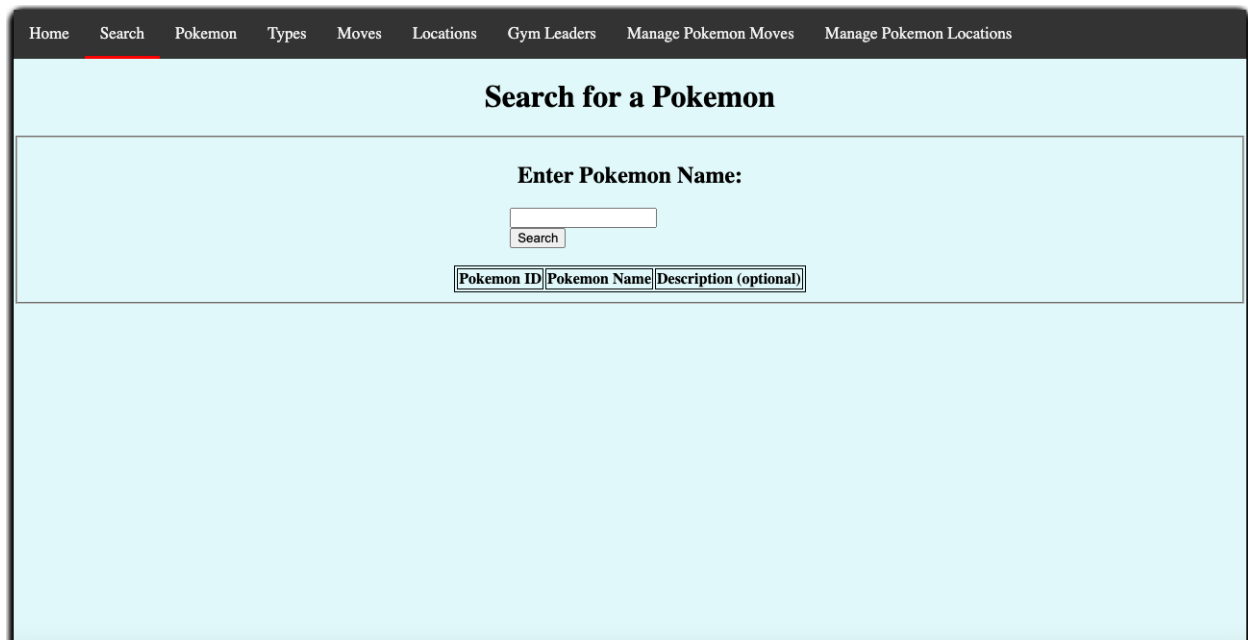 Home Search Pokemon Types Moves Locations Gym Leaders Manage Pokemon Moves Manage Pokemon Locations
Search for a Pokemon
Enter Pokemon Name:
Search
Pokemon ID Pokemon Name Description (optional)